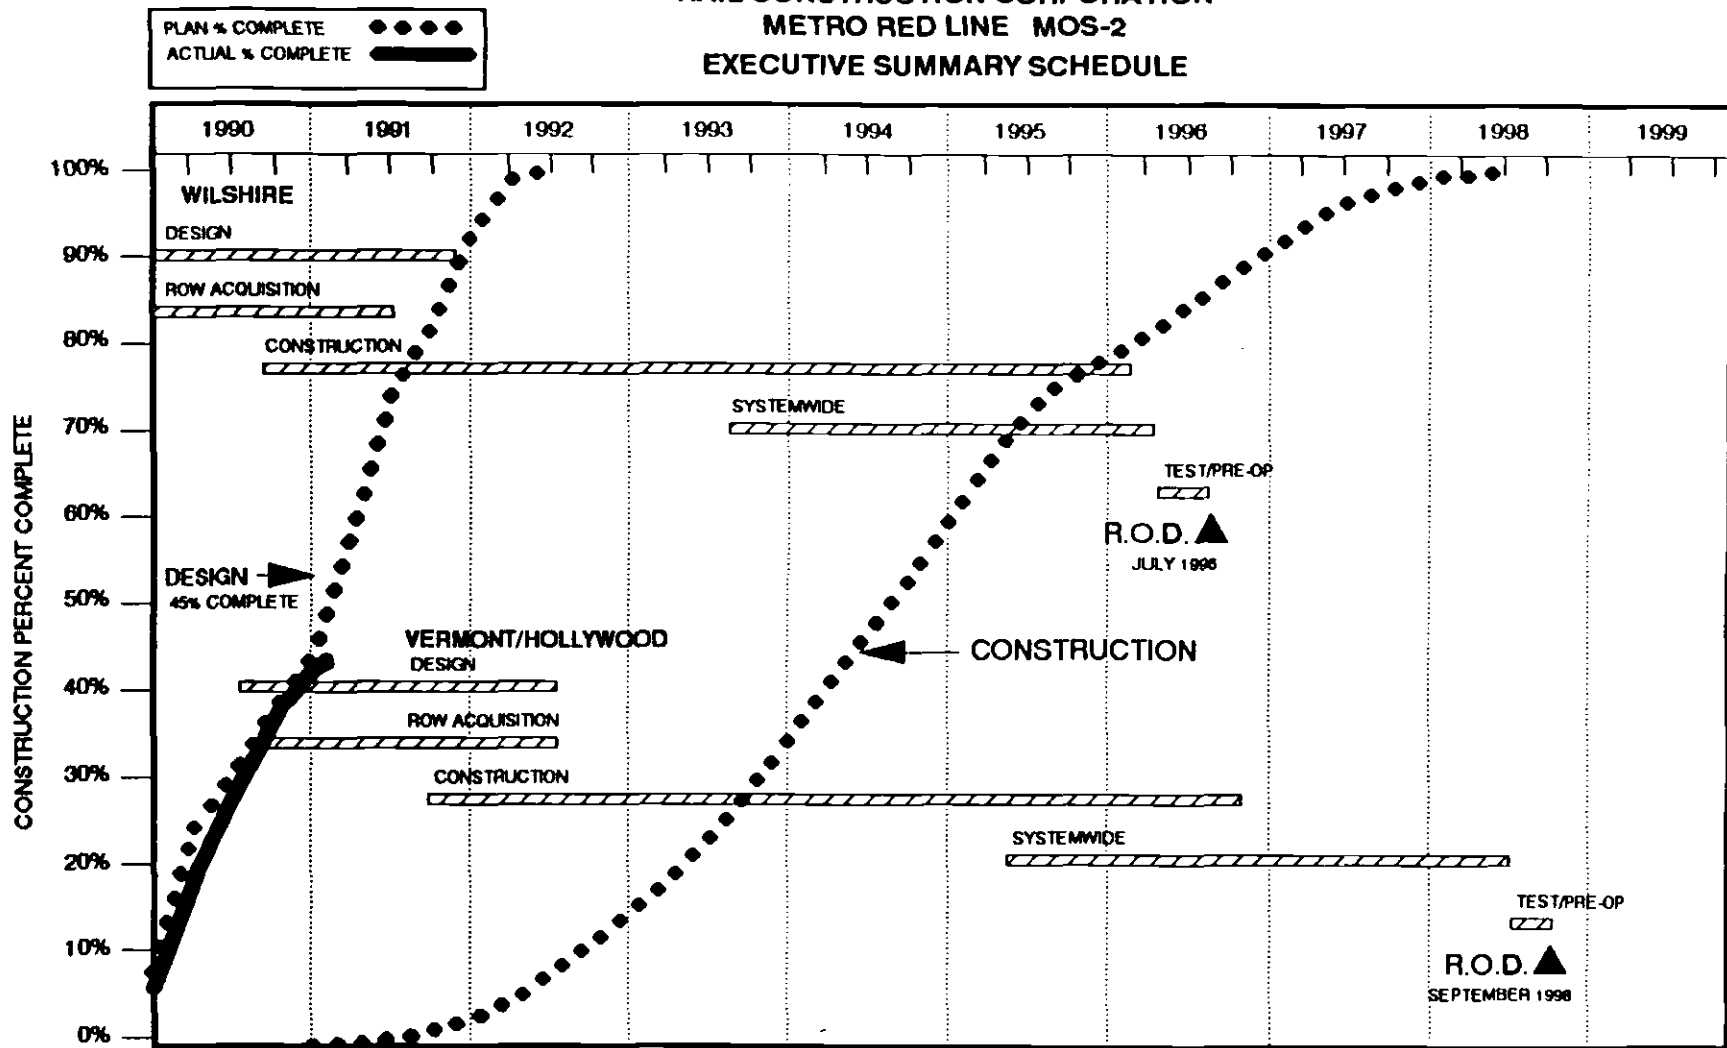 PLAN % COMPLETE
ACTUAL % COMPLETE
RAIL CONSTRUCTION CORPORATION
METRO RED LINE MOS-2
EXECUTIVE SUMMARY SCHEDULE
1990 1991 1992 1993 1994 1995 1996 1997 1998 1999
CONSTRUCTION PERCENT COMPLETE
100%
WILSHIRE
DESIGN
90%
ROW ACQUISITION
80%
CONSTRUCTION
SYSTEMWIDE
70%
TEST/PRE-OP
60%
R.O.D.
JULY 1996
DESIGN
45% COMPLETE
50%
VERMONT/HOLLYWOOD
CONSTRUCTION
DESIGN
40%
ROW ACQUISITION
30%
CONSTRUCTION
SYSTEMWIDE
20%
TEST/PRE-OP
10%
R.O.D.
SEPTEMBER 1998
0%